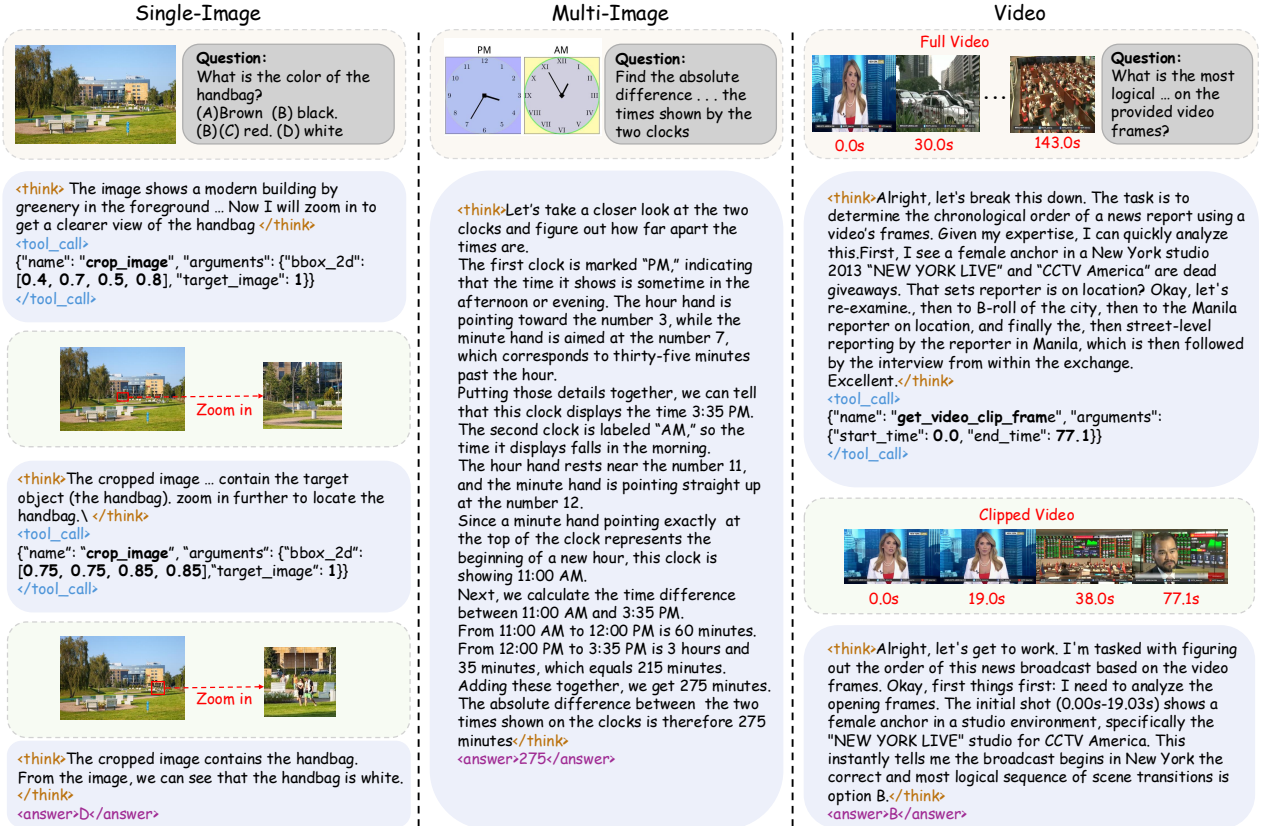 Single-Image
Question:
What is the color of the
handbag?
(A)Brown (B) black.
(B)(C) red. (D) white
<think> The image shows a modern building by
greenery in the foreground … Now I will zoom in to
get a clearer view of the handbag </think>
<tool_call>
{"name": "crop_image", "arguments": {"bbox_2d":
[0.4, 0.7, 0.5, 0.8], "target_image": 1}}
</tool_call>
Zoom in
<think>The cropped image … contain the target
object (the handbag). zoom in further to locate the
handbag.\ </think>
<tool_call>
{"name": "crop_image", "arguments": {"bbox_2d":
[0.75, 0.75, 0.85, 0.85],"target_image": 1}}
</tool_call>
Zoom in
<think>The cropped image contains the handbag.
From the image, we can see that the handbag is white.
</think>
<answer>D</answer>
Multi-Image
PM
12
1
2
3
4
5
6
7
8
9
10
11
AM
XII
I
II
III
IV
V
VI
VII
VIII
IX
X
XI
Question:
Find the absolute
difference . . . the
times shown by the
two clocks
<think>Let's take a closer look at the two
clocks and figure out how far apart the
times are.
The first clock is marked "PM," indicating
that the time it shows is sometime in the
afternoon or evening. The hour hand is
pointing toward the number 3, while the
minute hand is aimed at the number 7,
which corresponds to thirty-five minutes
past the hour.
Putting those details together, we can tell
that this clock displays the time 3:35 PM.
The second clock is labeled "AM," so the
time it displays falls in the morning.
The hour hand rests near the number 11,
and the minute hand is pointing straight up
at the number 12.
Since a minute hand pointing exactly at
the top of the clock represents the
beginning of a new hour, this clock is
showing 11:00 AM.
Next, we calculate the time difference
between 11:00 AM and 3:35 PM.
From 11:00 AM to 12:00 PM is 60 minutes.
From 12:00 PM to 3:35 PM is 3 hours and
35 minutes, which equals 215 minutes.
Adding these together, we get 275 minutes.
The absolute difference between the two
times shown on the clocks is therefore 275
minutes</think>
<answer>275</answer>
Video
Full Video
0.0s
30.0s
...
143.0s
Question:
What is the most
logical … on the
provided video
frames?
<think>Alright, let's break this down. The task is to
determine the chronological order of a news report using a
video's frames. Given my expertise, I can quickly analyze
this.First, I see a female anchor in a New York studio
2013 "NEW YORK LIVE" and "CCTV America" are dead
giveaways. That sets reporter is on location? Okay, let's
re-examine., then to B-roll of the city, then to the Manila
reporter on location, and finally the, then street-level
reporting by the reporter in Manila, which is then followed
by the interview from within the exchange.
Excellent.</think>
<tool_call>
{"name": "get_video_clip_frame", "arguments":
{"start_time": 0.0, "end_time": 77.1}}
</tool_call>
Clipped Video
0.0s
19.0s
38.0s
77.1s
<think>Alright, let's get to work. I'm tasked with figuring
out the order of this news broadcast based on the video
frames. Okay, first things first: I need to analyze the
opening frames. The initial shot (0.00s-19.03s) shows a
female anchor in a studio environment, specifically the
"NEW YORK LIVE" studio for CCTV America. This
instantly tells me the broadcast begins in New York the
correct and most logical sequence of scene transitions is
option B.</think>
<answer>B</answer>